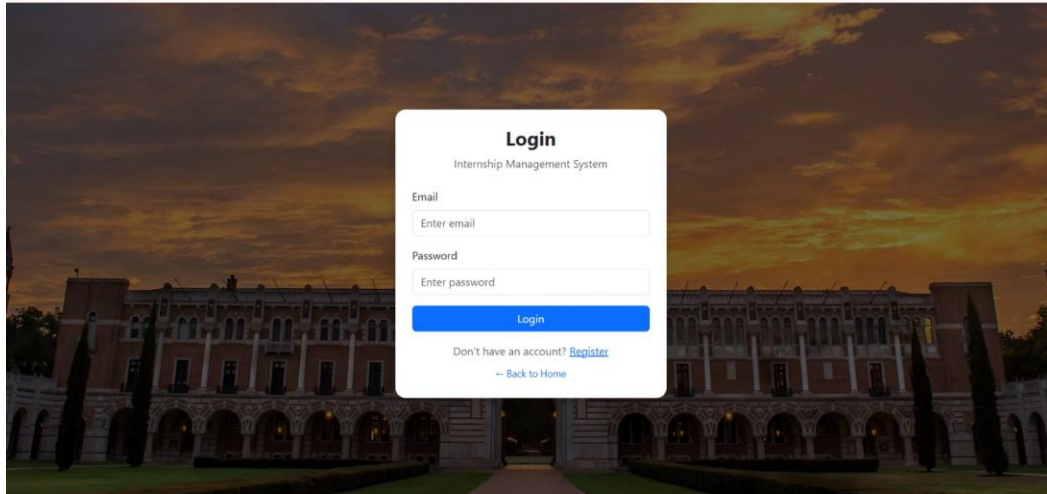 Login
Internship Management System
Email
Enter email
Password
Enter password
Login
Don't have an account? Register
← Back to Home